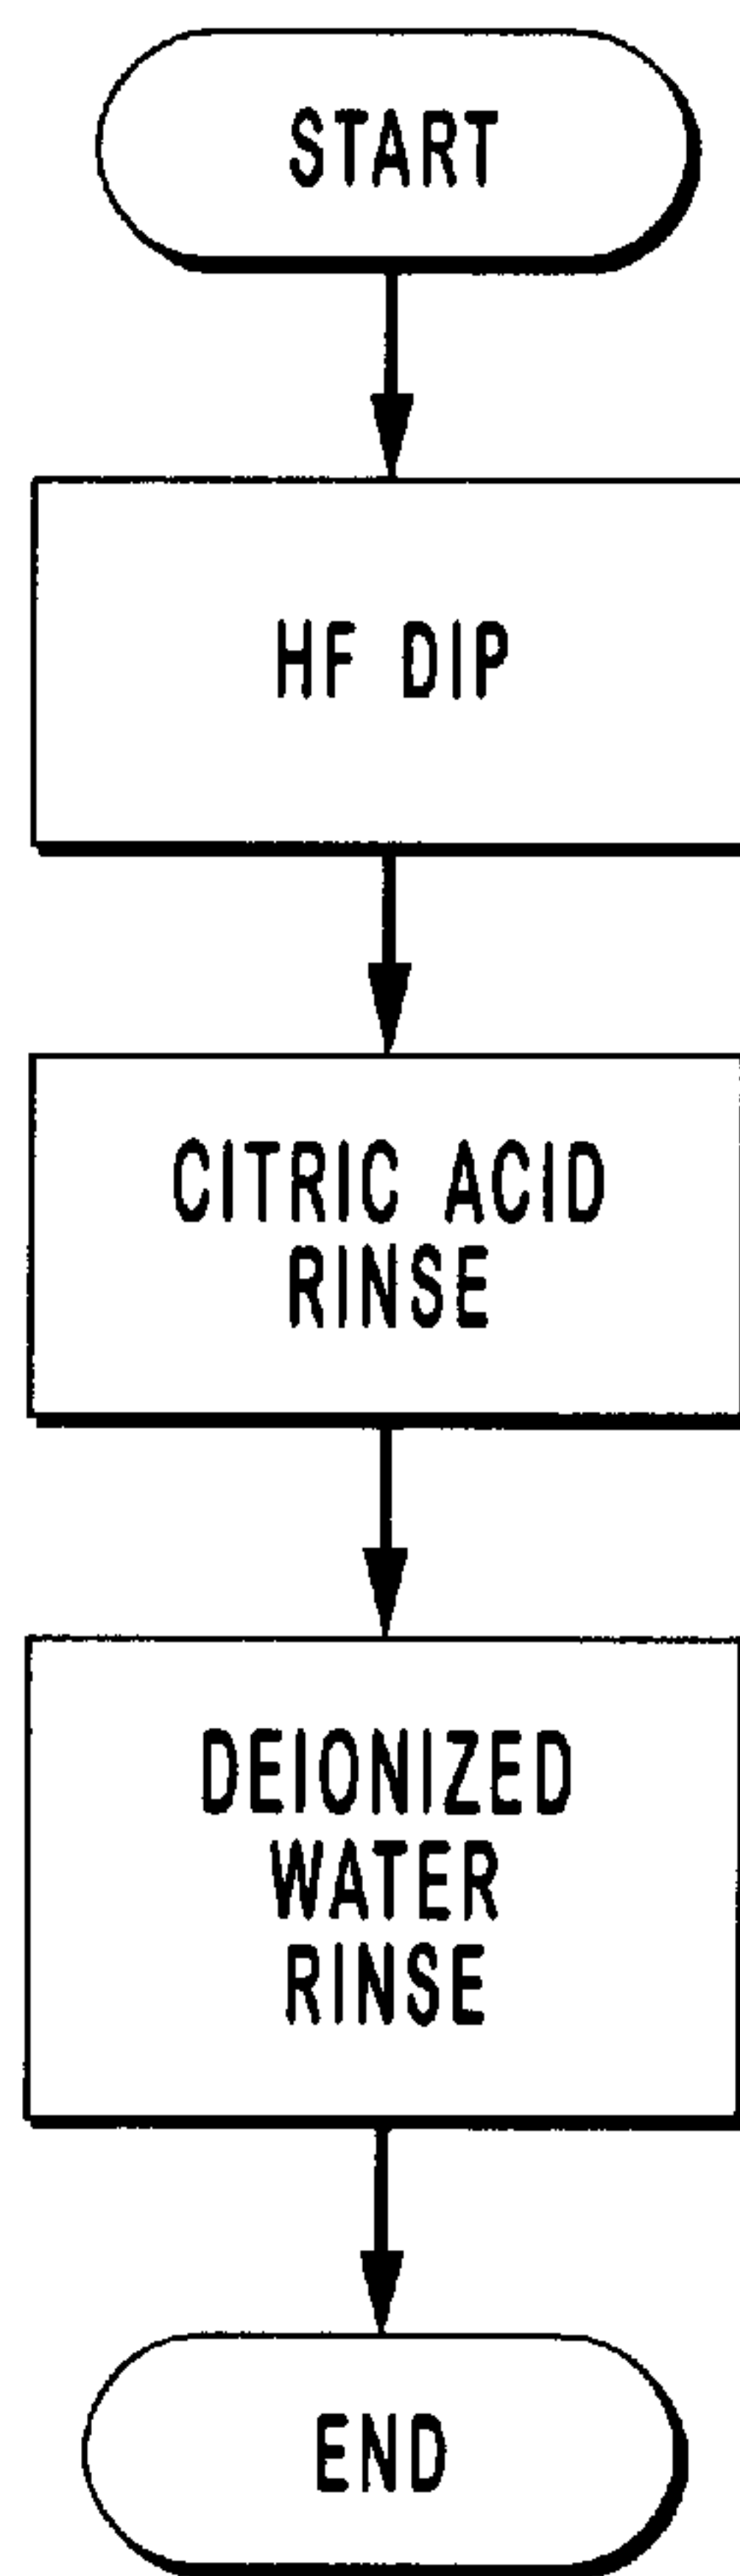 START
HF DIP
CITRIC ACID
RINSE
DEIONIZED
WATER
RINSE
END